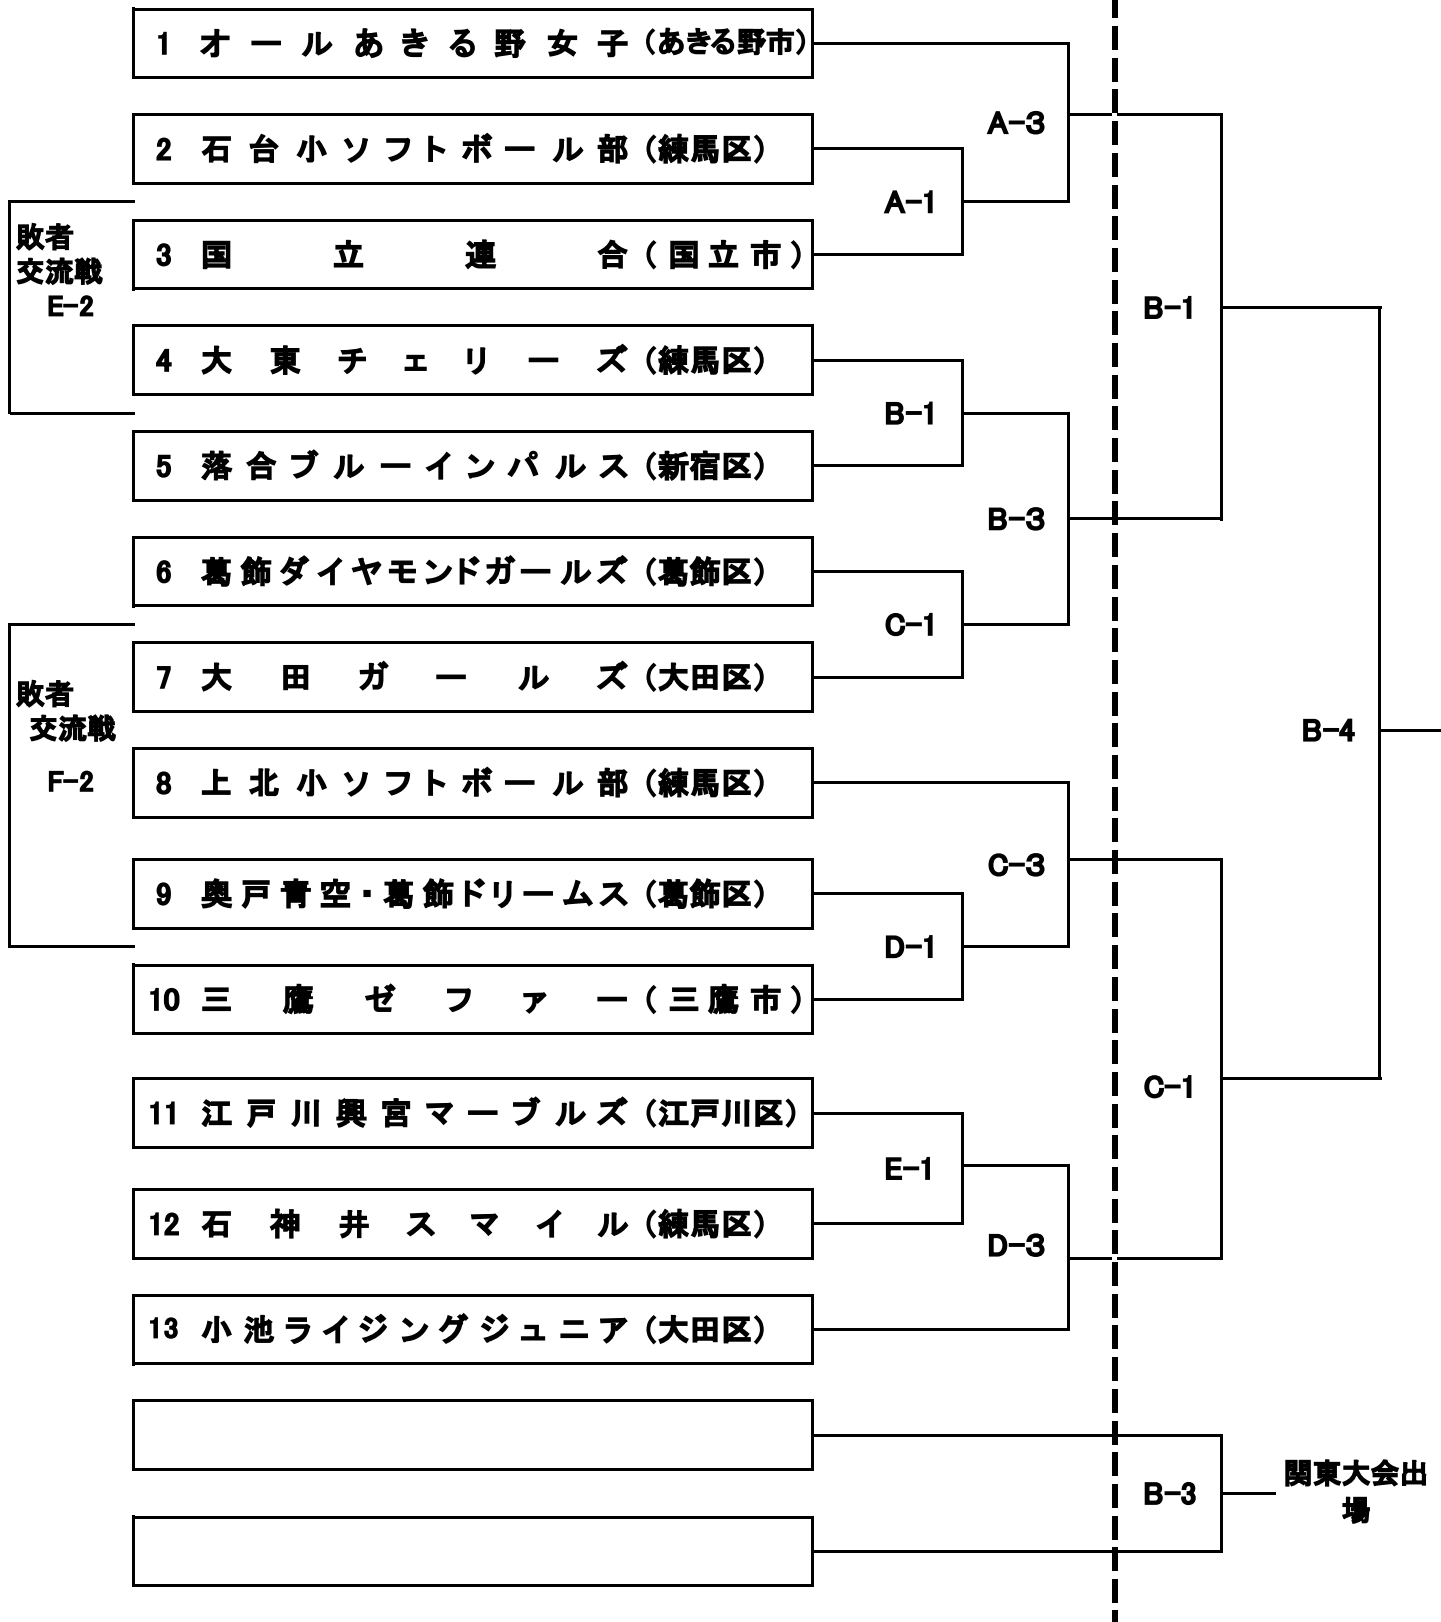 1 オールあきる野女子(あきる野市)
A-3
2 石台小ソフトボール部(練馬区)
A-1
敗者
交流戦
E-2
3 国立連合(国立市)
B-1
4 大東チェリーズ(練馬区)
B-1
5 落合ブルーインパルス(新宿区)
B-3
6 葛飾ダイヤモンドガールズ(葛飾区)
C-1
7 大田ガールズ(大田区)
敗者
交流戦
F-2
B-4
8 上北小ソフトボール部(練馬区)
C-3
9 奥戸青空・葛飾ドリームス(葛飾区)
D-1
10 三鷹ゼファー(三鷹市)
C-1
11 江戸川興宮マーブルズ(江戸川区)
E-1
12 石神井スマイル(練馬区)
D-3
13 小池ライジングジュニア(大田区)
B-3
関東大会出
場